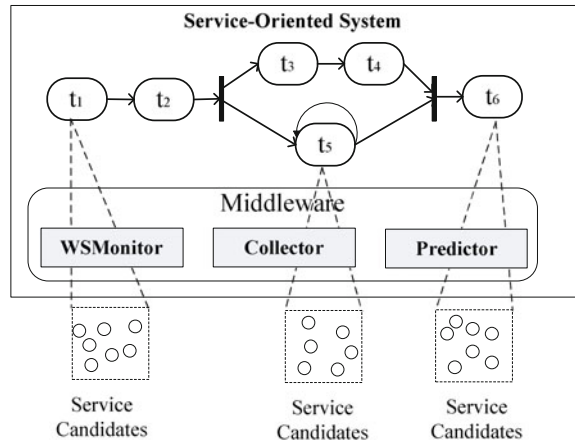 Service-Oriented System
t3
t4
t1
t2
t6
t5
Middleware
WSMonitor
Collector
Predictor
Service
Candidates
Service
Candidates
Service
Candidates